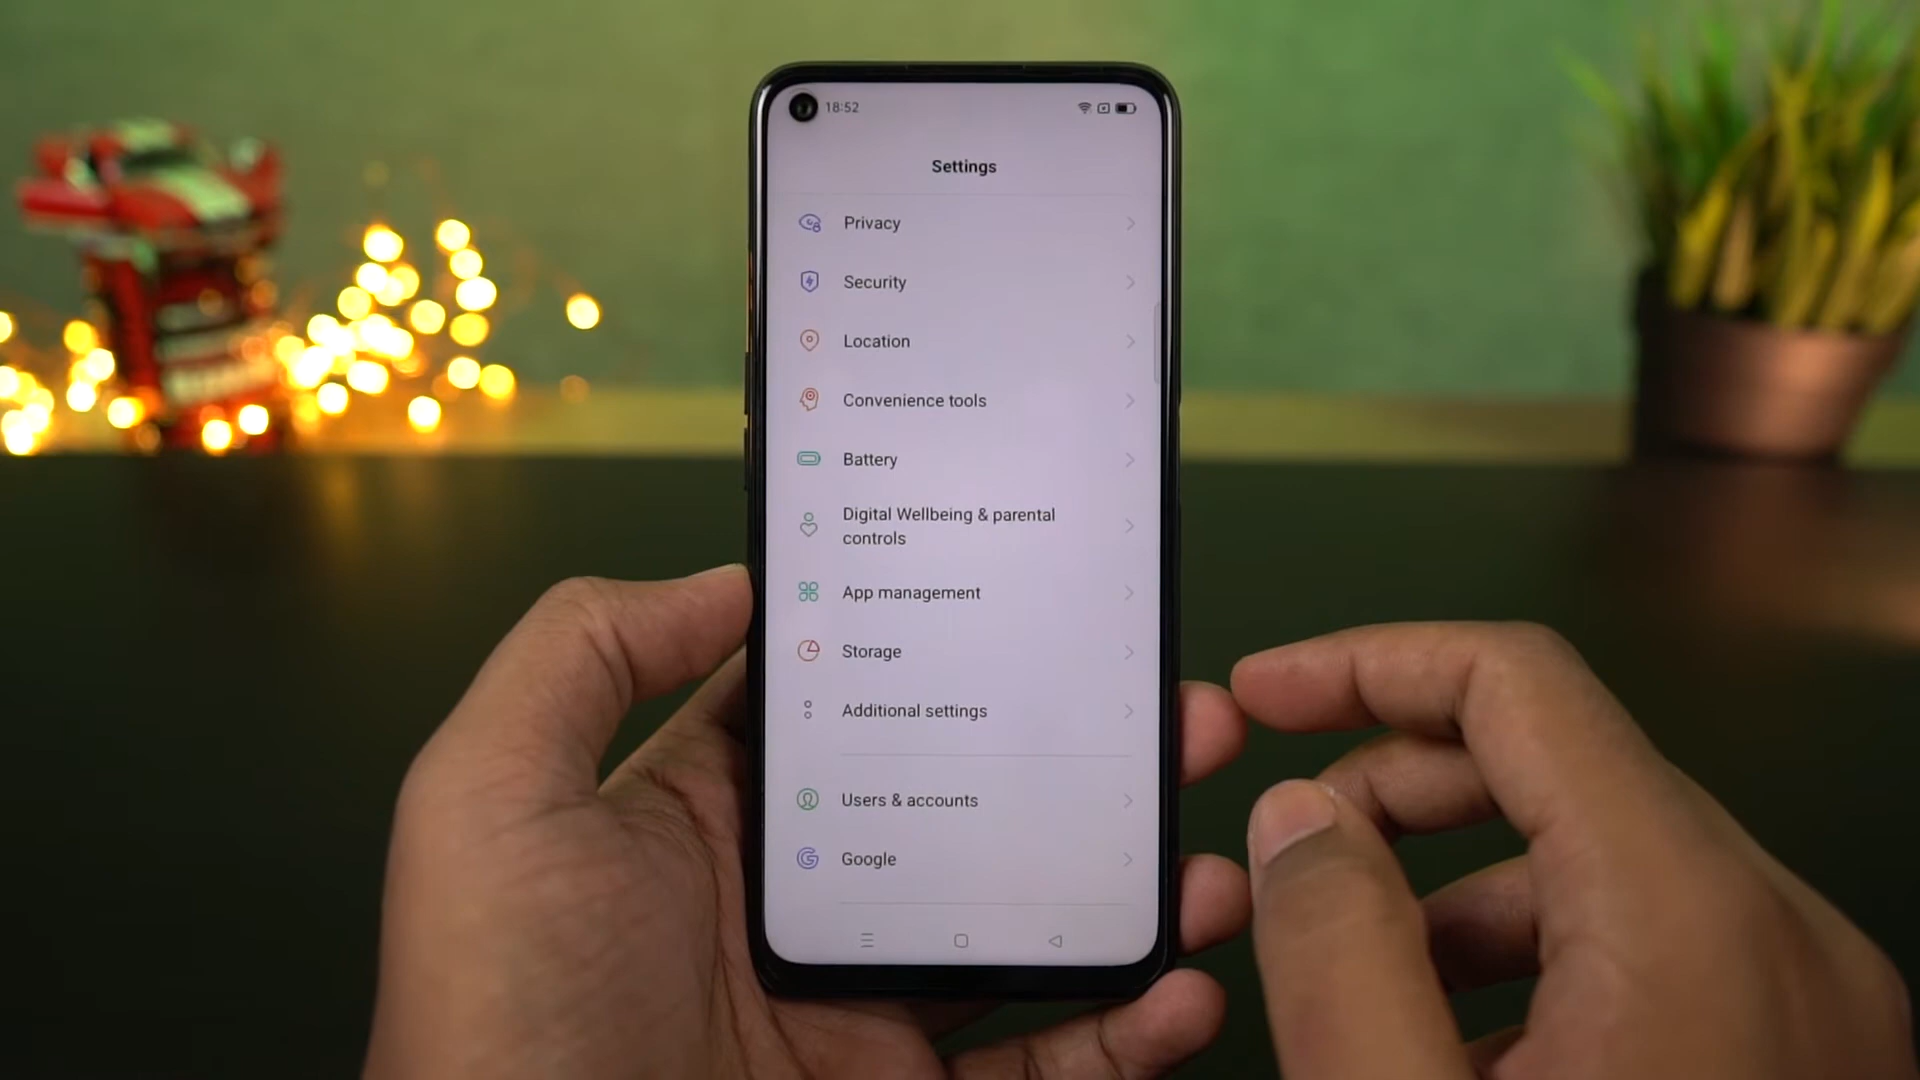 18:52
Settings
Privacy
Security
Location
Convenience tools
Battery
Digital Wellbeing & parental
controls
App management
Storage
Additional settings
Users & accounts
Google